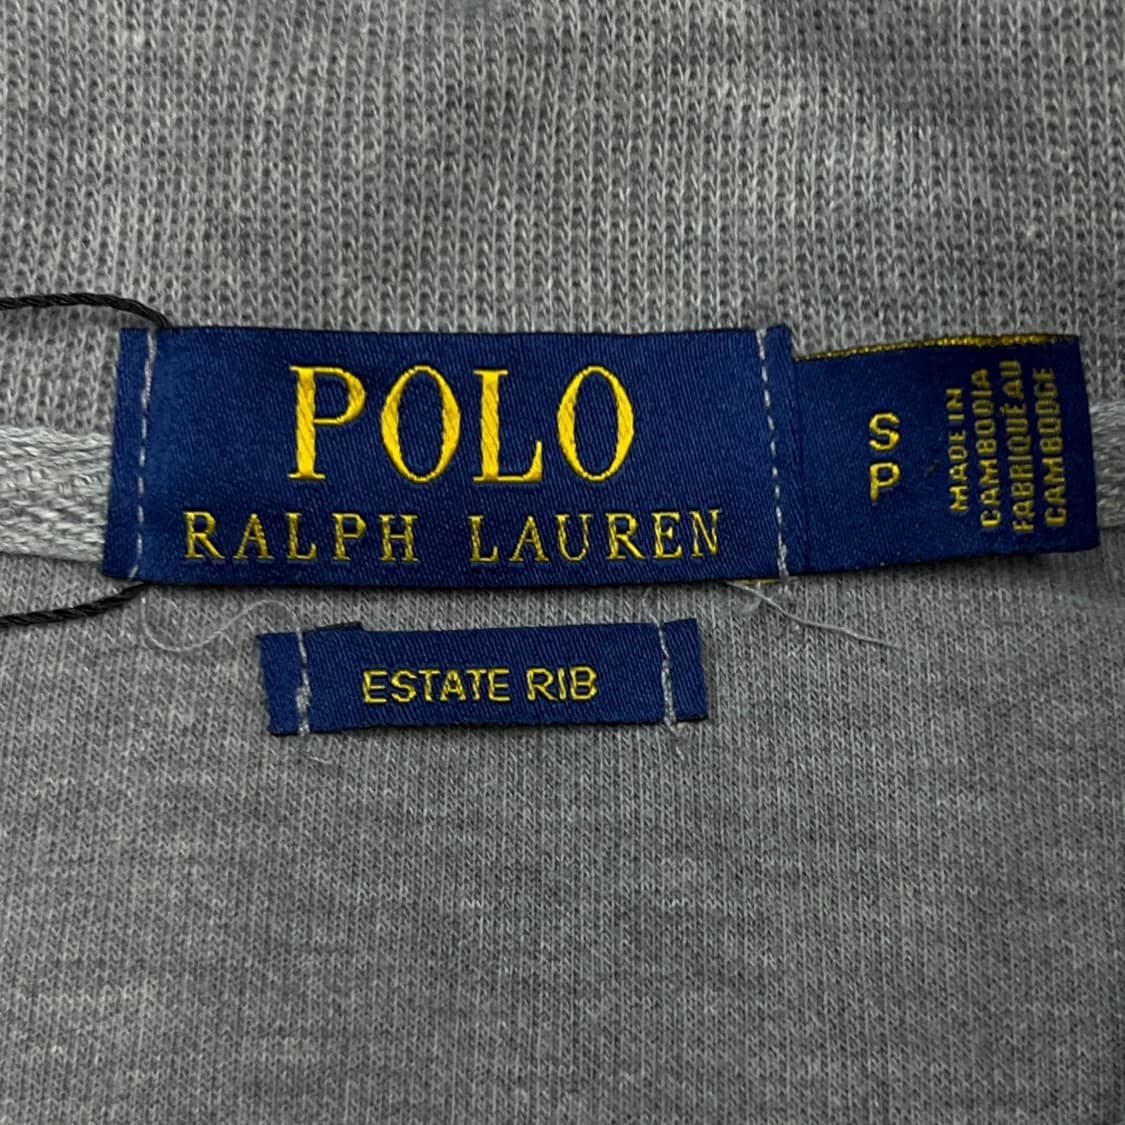 POLO
RALPH LAUREN
S
P
MADE IN
CAMBODIA
FABRIQUÉ AU
CAMBODGE
ESTATE RIB